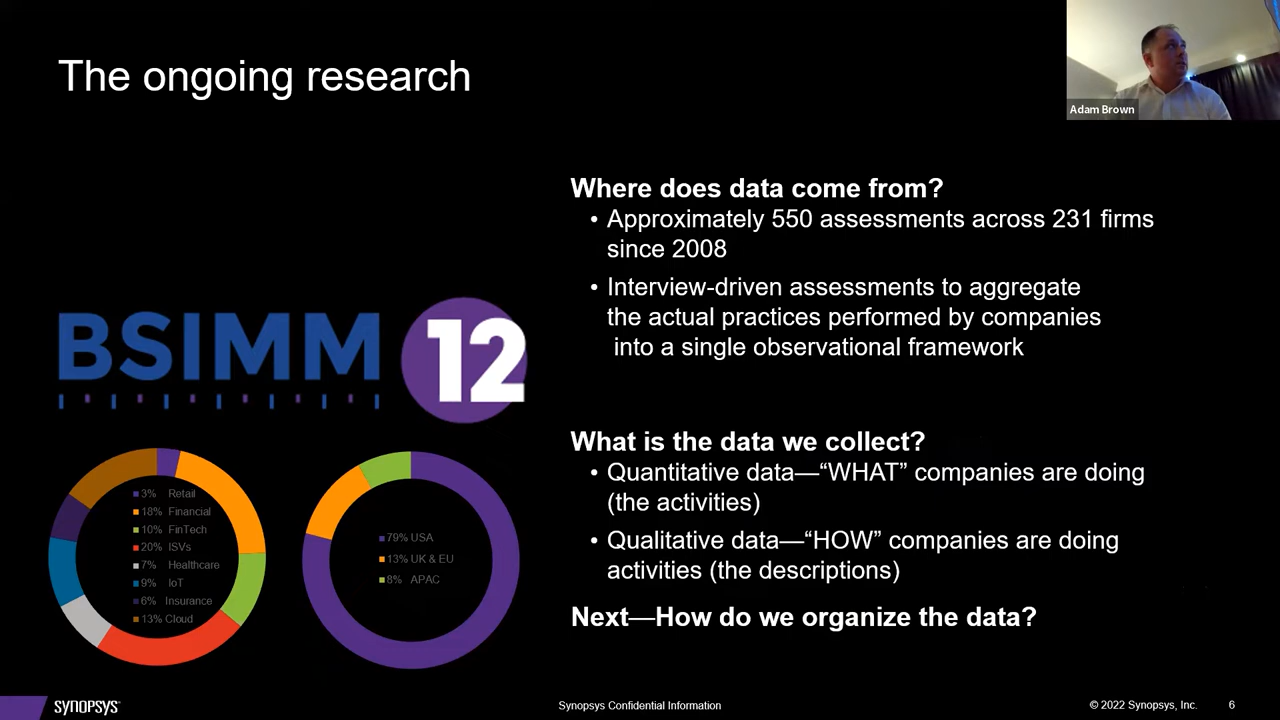 The ongoing research
Adam Brown
Where does data come from?
• Approximately 550 assessments across 231 firms
since 2008
• Interview-driven assessments to aggregate
the actual practices performed by companies
into a single observational framework
BSIMM 12
What is the data we collect?
• Quantitative data—“WHAT” companies are doing
(the activities)
• Qualitative data—“HOW” companies are doing
activities (the descriptions)
Next—How do we organize the data?
3% Retail
18% Financial
10% FinTech
20% ISVs
7% Healthcare
9% IoT
6% Insurance
13% Cloud
79% USA
13% UK & EU
8% APAC
SYNOPSYS®
Synopsys Confidential Information
© 2022 Synopsys, Inc.
6